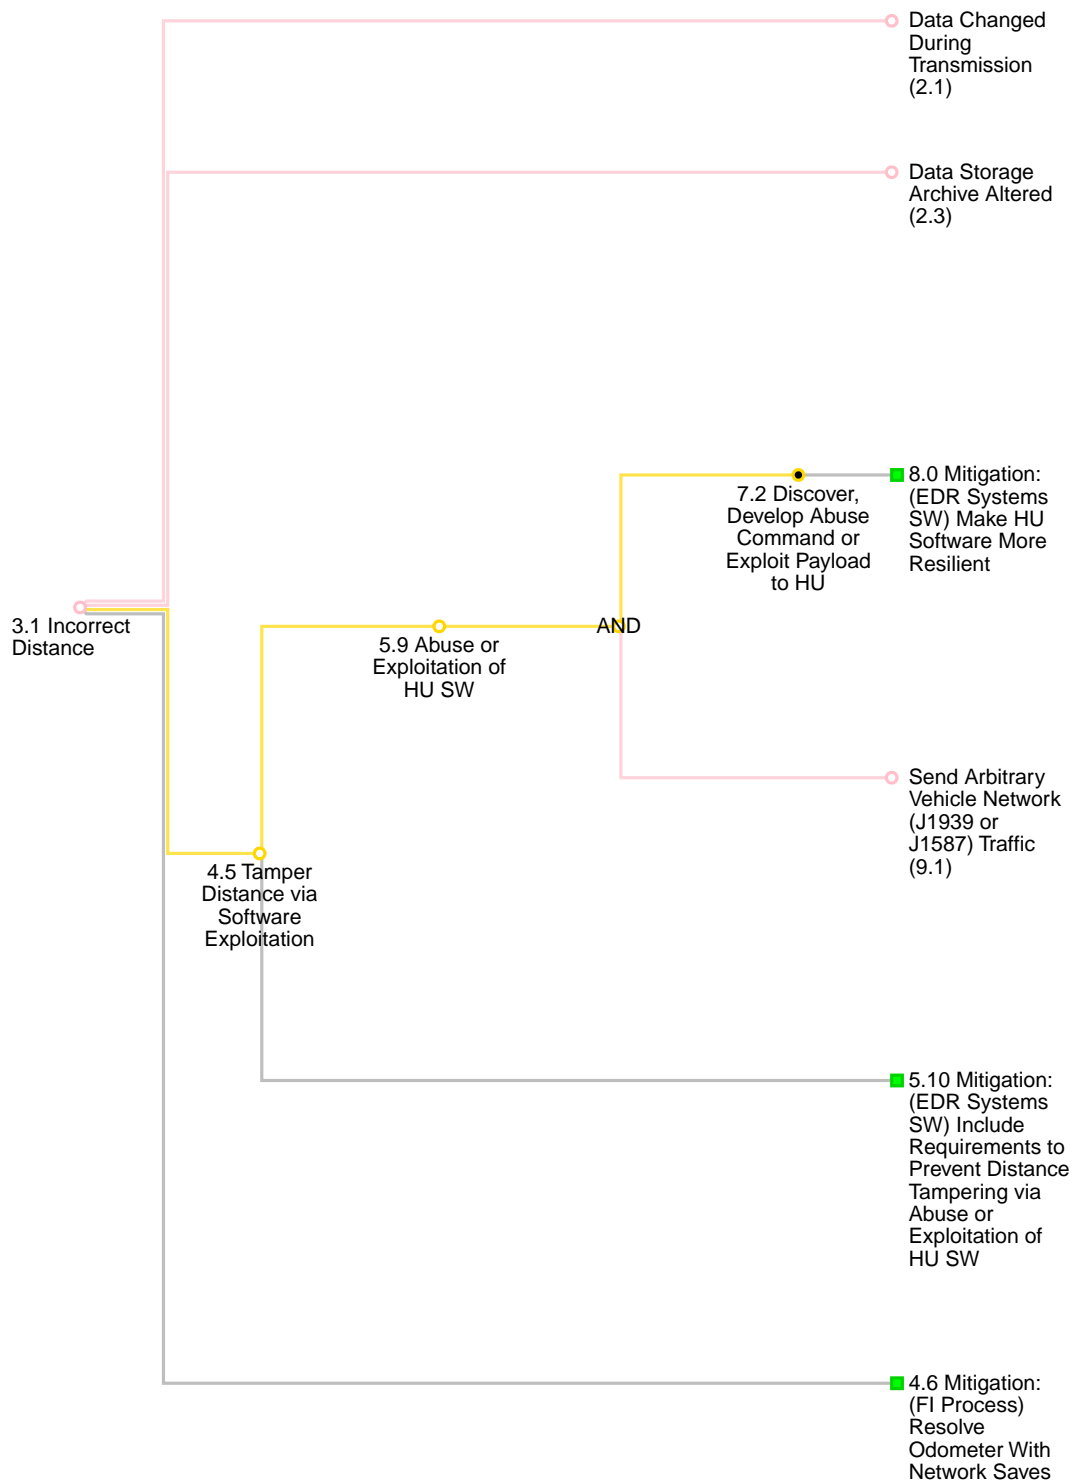 Data Changed
During
Transmission
(2.1)
Data Storage
Archive Altered
(2.3)
8.0 Mitigation:
(EDR Systems
SW) Make HU
Software More
Resilient
7.2 Discover,
Develop Abuse
Command or
Exploit Payload
to HU
3.1 Incorrect
Distance
AND
5.9 Abuse or
Exploitation of
HU SW
Send Arbitrary
Vehicle Network
(J1939 or
J1587) Traffic
(9.1)
4.5 Tamper
Distance via
Software
Exploitation
5.10 Mitigation:
(EDR Systems
SW) Include
Requirements to
Prevent Distance
Tampering via
Abuse or
Exploitation of
HU SW
4.6 Mitigation:
(FI Process)
Resolve
Odometer With
Network Saves